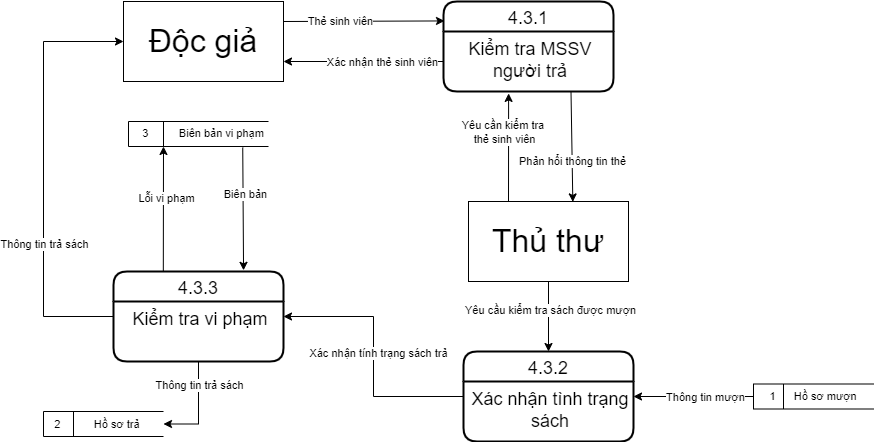 Độc giả
Thẻ sinh viên
Xác nhận thẻ sinh viên
4.3.1
Kiểm tra MSSV
người trả
3 Biên bản vi phạm
Yêu cần kiểm tra
thẻ sinh viên
Phản hổi thông tin thẻ
Lỗi vi phạm
Biên bản
Thủ thư
Thông tin trả sách
4.3.3
Kiểm tra vi phạm
Yêu cầu kiểm tra sách được mượn
Xác nhận tính trạng sách trả
4.3.2
Xác nhận tình trạng
sách
Thông tin mượn
1 Hồ sơ mượn
Thông tin trả sách
2 Hồ sơ trả